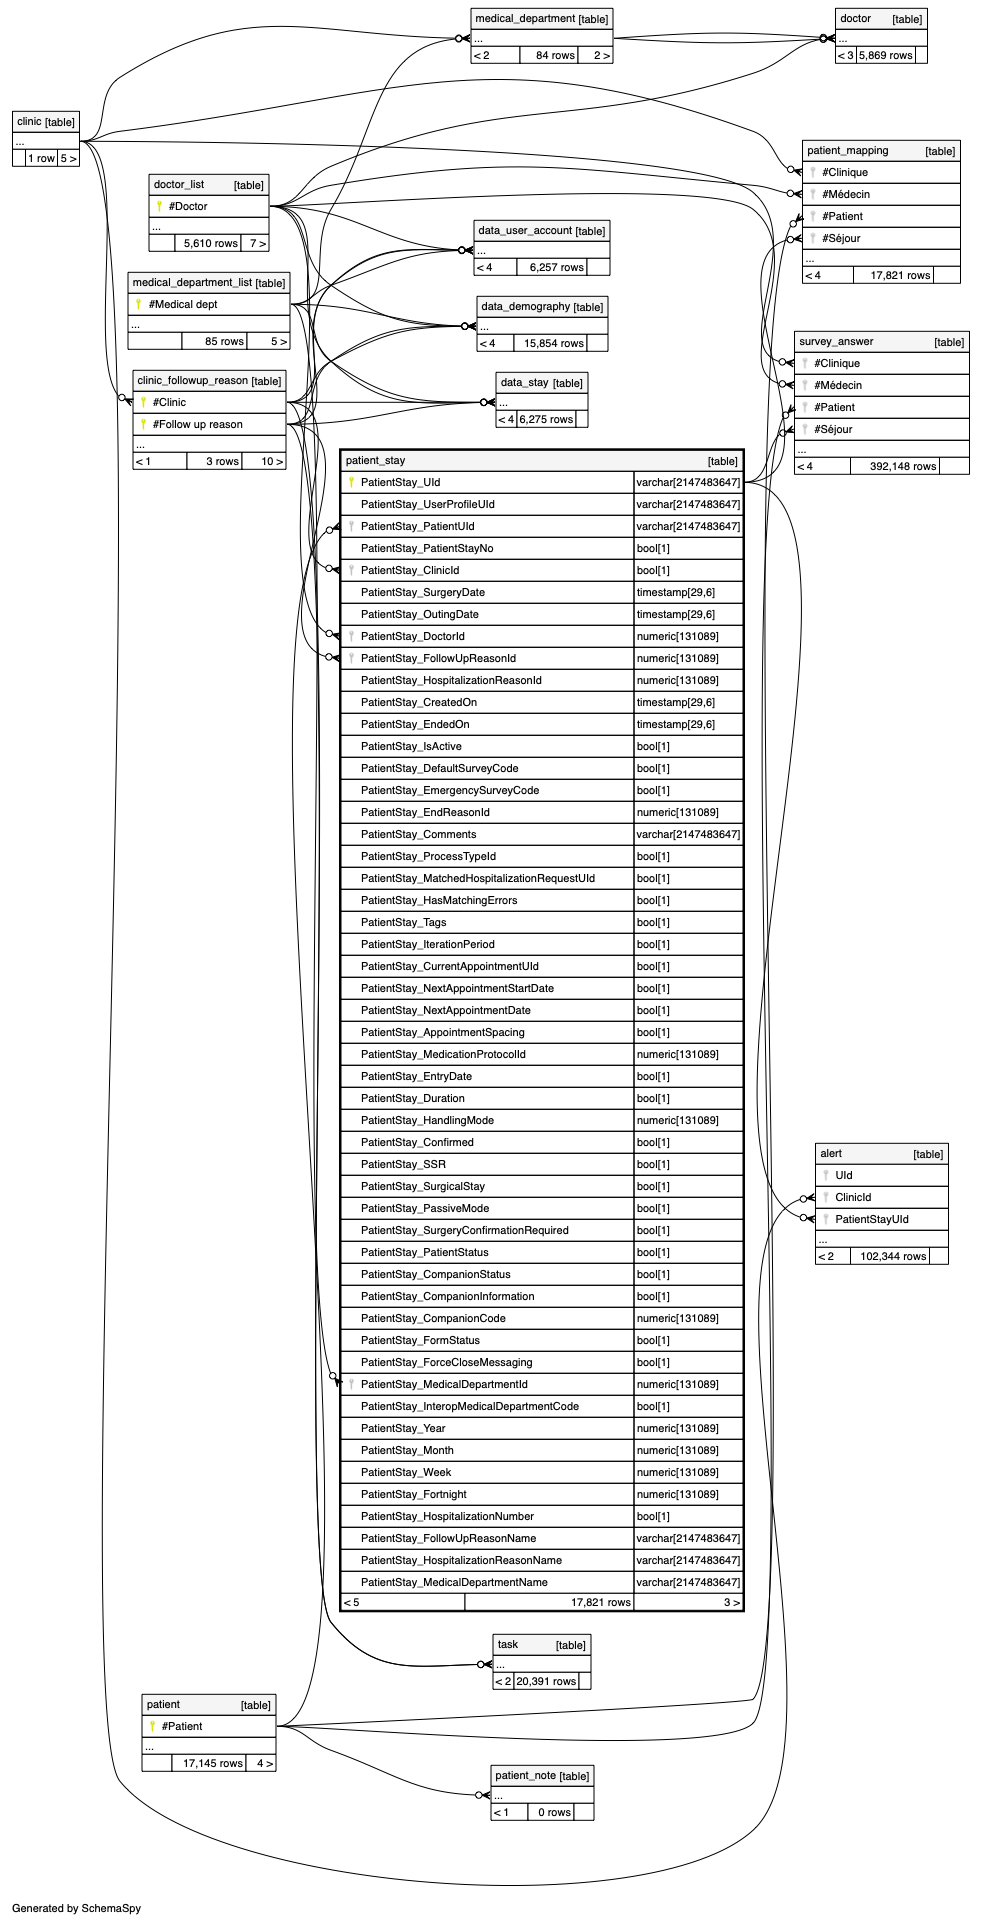 medical_department [table]
...
< 2 84 rows 2 >
doctor [table]
...
< 3 5,869 rows
clinic [table]
...
1 row 5 >
patient_mapping [table]
#Clinique
#Médecin
#Patient
#Séjour
...
< 4 17,821 rows
doctor_list [table]
#Doctor
...
5,610 rows 7 >
data_user_account [table]
...
< 4 6,257 rows
medical_department_list [table]
#Medical dept
...
85 rows 5 >
data_demography [table]
...
< 4 15,854 rows
survey_answer [table]
#Clinique
#Médecin
#Patient
#Séjour
...
< 4 392,148 rows
clinic_followup_reason [table]
#Clinic
#Follow up reason
...
< 1 3 rows 10 >
data_stay [table]
...
< 4 6,275 rows
patient_stay [table]
PatientStay_UId varchar[2147483647]
PatientStay_UserProfileUId varchar[2147483647]
PatientStay_PatientUId varchar[2147483647]
PatientStay_PatientStayNo bool[1]
PatientStay_ClinicId bool[1]
PatientStay_SurgeryDate timestamp[29,6]
PatientStay_OutingDate timestamp[29,6]
PatientStay_DoctorId numeric[131089]
PatientStay_FollowUpReasonId numeric[131089]
PatientStay_HospitalizationReasonId numeric[131089]
PatientStay_CreatedOn timestamp[29,6]
PatientStay_EndedOn timestamp[29,6]
PatientStay_IsActive bool[1]
PatientStay_DefaultSurveyCode bool[1]
PatientStay_EmergencySurveyCode bool[1]
PatientStay_EndReasonId numeric[131089]
PatientStay_Comments varchar[2147483647]
PatientStay_ProcessTypeId bool[1]
PatientStay_MatchedHospitalizationRequestUId bool[1]
PatientStay_HasMatchingErrors bool[1]
PatientStay_Tags bool[1]
PatientStay_IterationPeriod bool[1]
PatientStay_CurrentAppointmentUId bool[1]
PatientStay_NextAppointmentStartDate bool[1]
PatientStay_NextAppointmentDate bool[1]
PatientStay_AppointmentSpacing bool[1]
PatientStay_MedicationProtocolId numeric[131089]
PatientStay_EntryDate bool[1]
PatientStay_Duration bool[1]
PatientStay_HandlingMode numeric[131089]
PatientStay_Confirmed bool[1]
PatientStay_SSR bool[1]
PatientStay_SurgicalStay bool[1]
PatientStay_PassiveMode bool[1]
PatientStay_SurgeryConfirmationRequired bool[1]
PatientStay_PatientStatus bool[1]
PatientStay_CompanionStatus bool[1]
PatientStay_CompanionInformation bool[1]
PatientStay_CompanionCode numeric[131089]
PatientStay_FormStatus bool[1]
PatientStay_ForceCloseMessaging bool[1]
PatientStay_MedicalDepartmentId numeric[131089]
PatientStay_InteropMedicalDepartmentCode bool[1]
PatientStay_Year numeric[131089]
PatientStay_Month numeric[131089]
PatientStay_Week numeric[131089]
PatientStay_Fortnight numeric[131089]
PatientStay_HospitalizationNumber bool[1]
PatientStay_FollowUpReasonName varchar[2147483647]
PatientStay_HospitalizationReasonName varchar[2147483647]
PatientStay_MedicalDepartmentName varchar[2147483647]
< 5 17,821 rows 3 >
alert [table]
UId
ClinicId
PatientStayUId
...
< 2 102,344 rows
task [table]
...
< 2 20,391 rows
patient [table]
#Patient
...
17,145 rows 4 >
patient_note [table]
...
< 1 0 rows
Generated by SchemaSpy